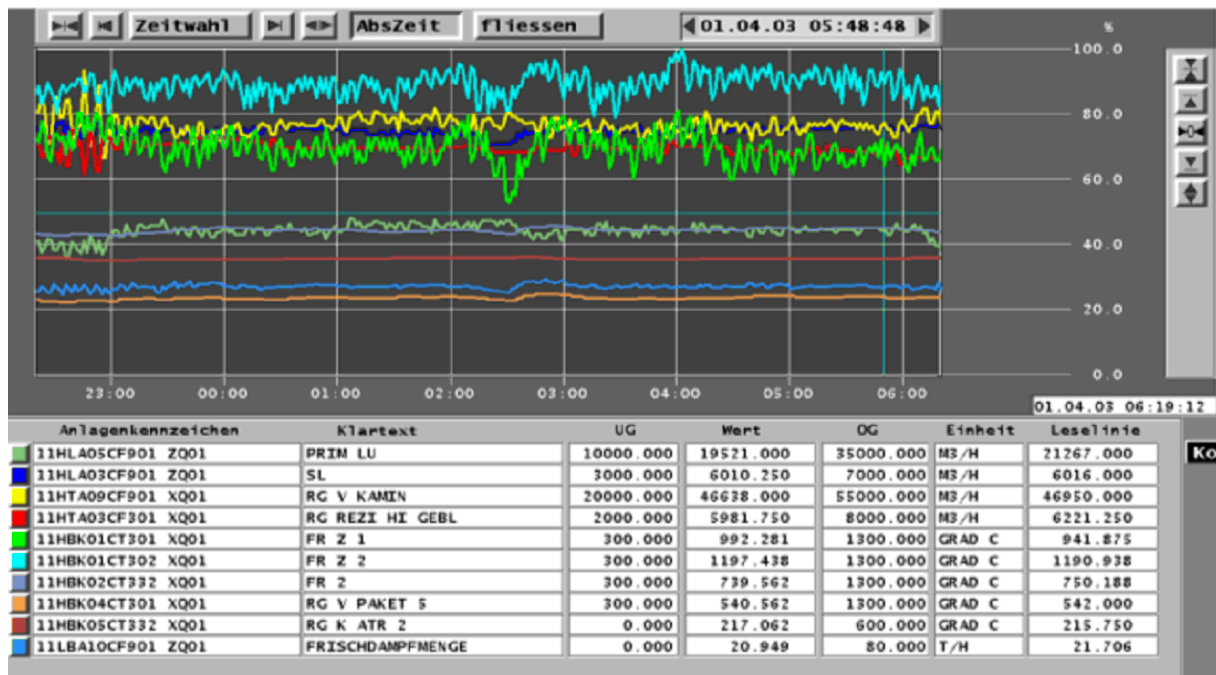 Zeitwahl AbsZeit fliessen 01.04.03 05:48:48 %
100.0
80.0
60.0
40.0
20.0
0.0
23:00 00:00 01:00 02:00 03:00 04:00 05:00 06:00
01.04.03 06:19:12
Anlagenkennzeichen Klartext UG Wert OG Einheit Leselinie
11HLA05CF901 ZQ01 PRIM LU 10000.000 19521.000 35000.000 M3/H 21267.000 Ko
11HLA03CF901 ZQ01 SL 3000.000 6010.250 7000.000 M3/H 6016.000
11HTA09CF901 XQ01 RG V KAMIN 20000.000 46638.000 55000.000 M3/H 46950.000
11HTA03CF301 XQ01 RG REZI HI GEBL 2000.000 5981.750 8000.000 M3/H 6221.250
11HBK01CT301 XQ01 FR Z 1 300.000 992.281 1300.000 GRAD C 941.875
11HBK01CT302 XQ01 FR Z 2 300.000 1197.438 1300.000 GRAD C 1190.938
11HBK02CT332 XQ01 FR 2 300.000 739.562 1300.000 GRAD C 750.188
11HBK04CT301 XQ01 RG V PAKET 5 300.000 540.562 1300.000 GRAD C 542.000
11HBK05CT332 XQ01 RG K ATR 2 0.000 217.062 600.000 GRAD C 215.750
11LBA10CF901 ZQ01 FRISCHDAMPFMENGE 0.000 20.949 80.000 T/H 21.706